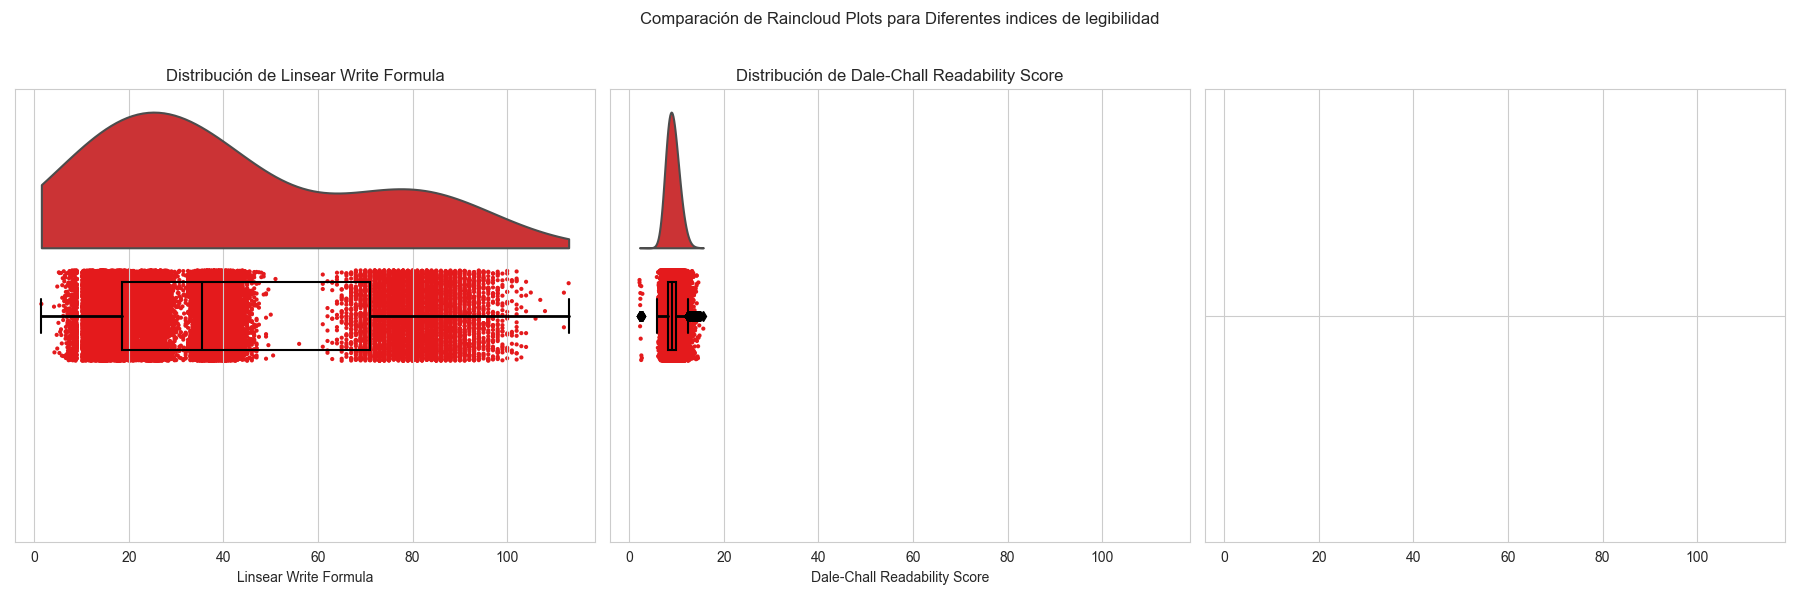 Comparación de Raincloud Plots para Diferentes indices de legibilidad
Distribución de Linsear Write Formula
Distribución de Dale-Chall Readability Score
0 20 40 60 80 100
0 20 40 60 80 100
0 20 40 60 80 100
Linsear Write Formula
Dale-Chall Readability Score